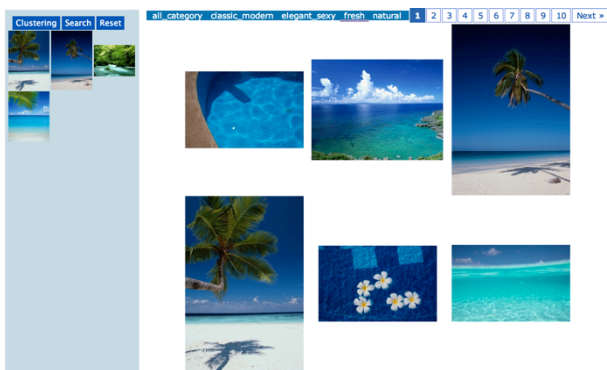 all_category classic_modern elegant_sexy fresh natural 1 2 3 4 5 6 7 8 9 10 Next »
Clustering Search Reset